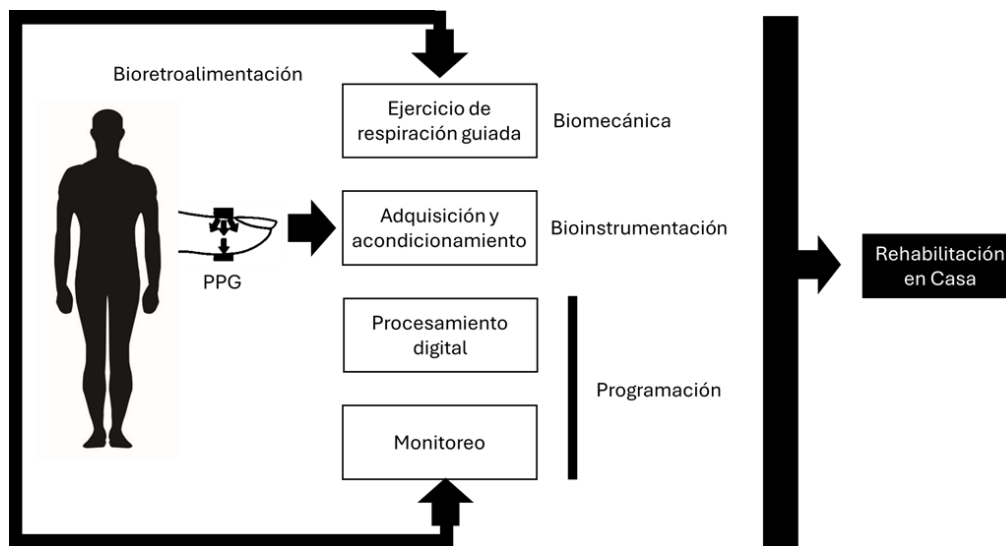 Bioretroalimentación
Ejercicio de
respiración guiada
Biomecánica
PPG
Adquisición y
acondicionamiento
Bioinstrumentación
Procesamiento
digital
Monitoreo
Programación
Rehabilitación
en Casa